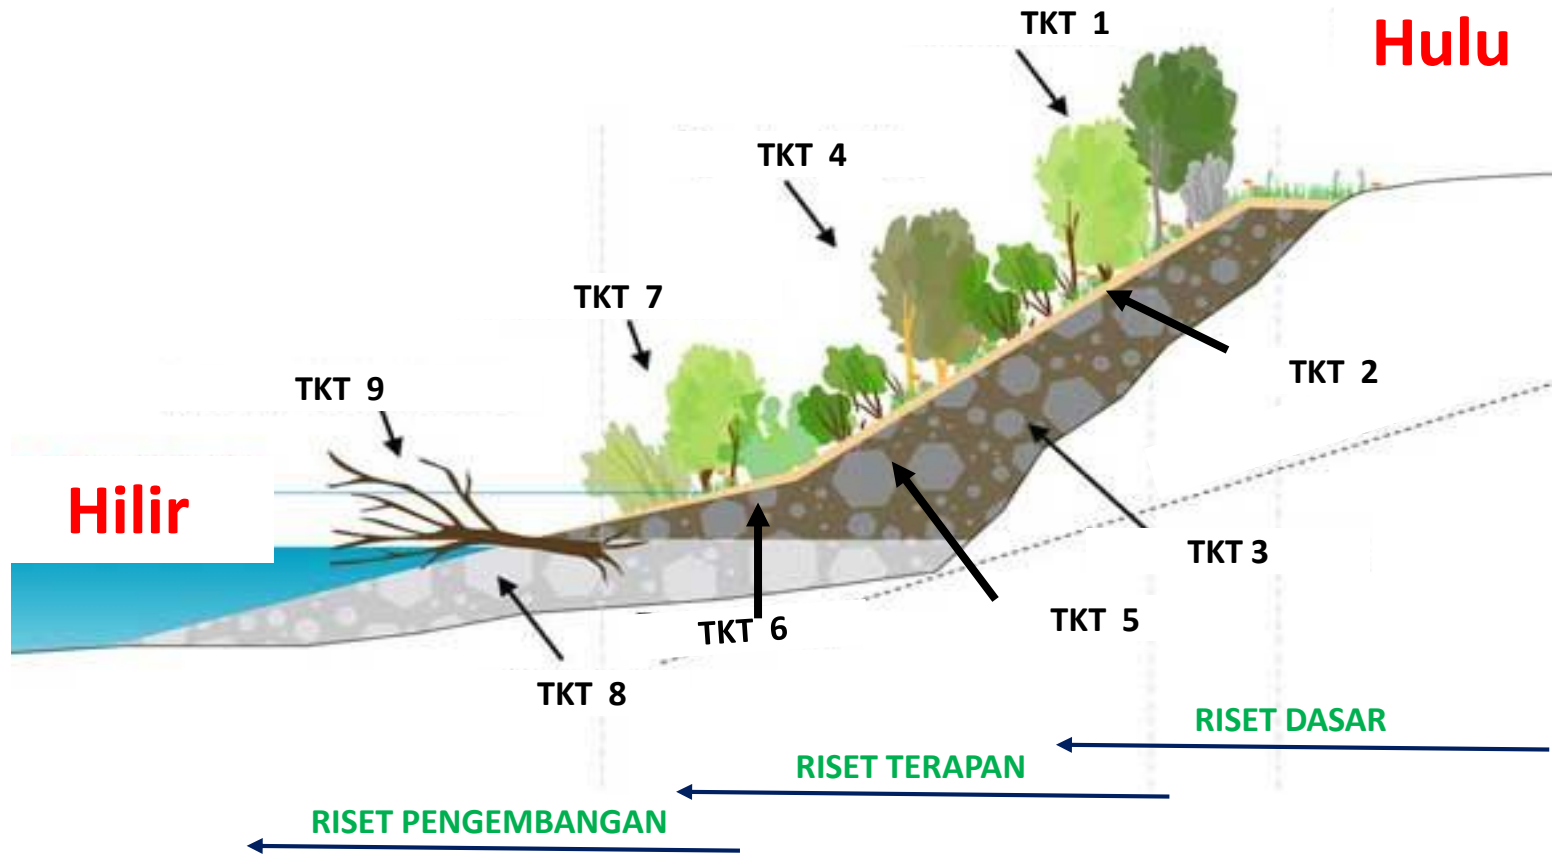 TKT 1
Hulu
TKT 4
TKT 7
TKT 2
TKT 9
Hilir
TKT 3
TKT 5
TKT 6
TKT 8
RISET DASAR
RISET TERAPAN
RISET PENGEMBANGAN